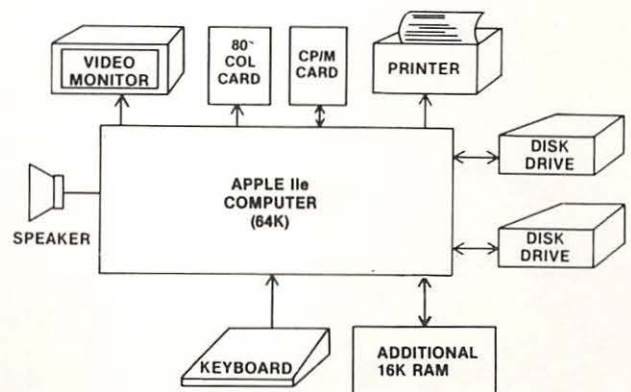 VIDEO
MONITOR
80~
COL
CARD
CP/M
CARD
PRINTER
DISK
DRIVE
APPLE IIe
COMPUTER
(64K)
SPEAKER
DISK
DRIVE
KEYBOARD
ADDITIONAL
16K RAM